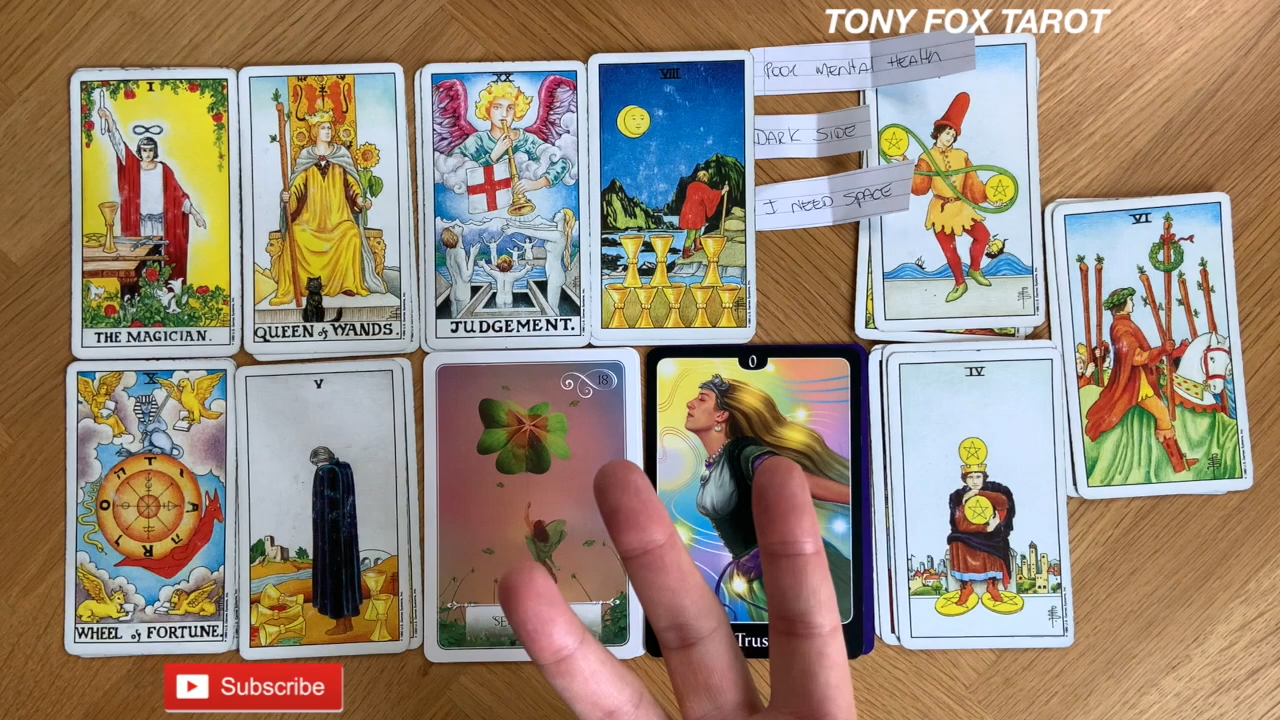 TONY FOX TAROT
I
XX
VIII
POOR MENTAL HEALTH
DARK SIDE
I NEED SPACE
VI
THE MAGICIAN.
QUEEN of WANDS.
JUDGEMENT.
X
V
18
0
IV
WHEEL of FORTUNE.
Trus
Subscribe